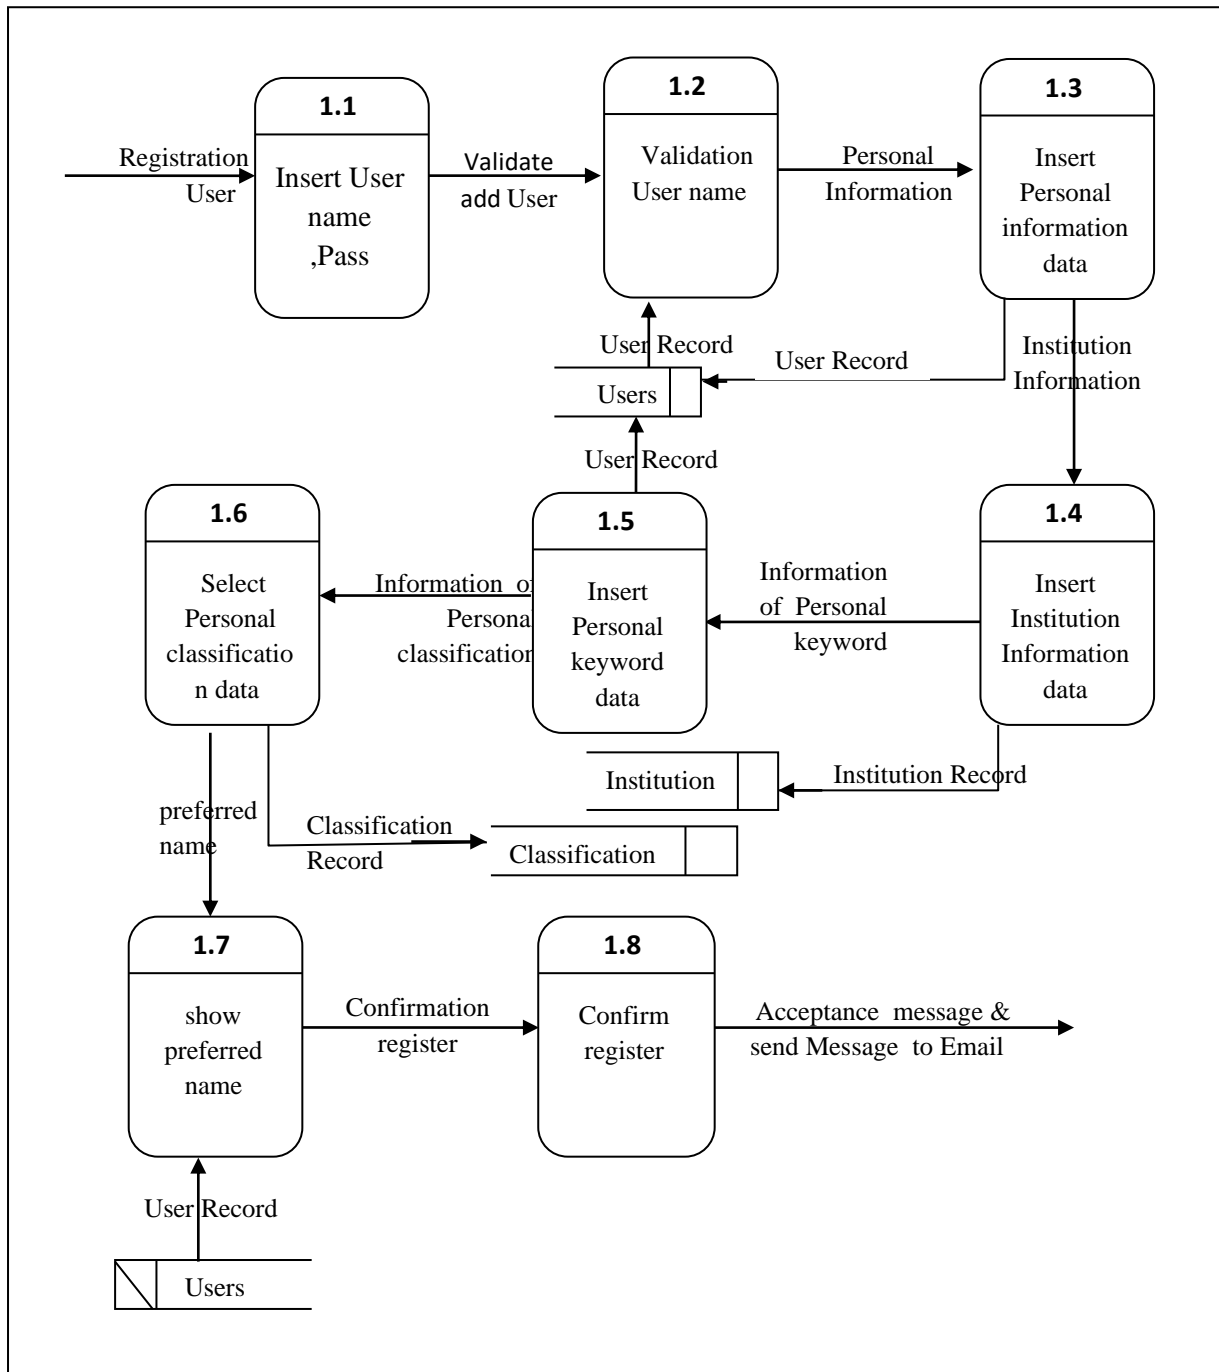 1.1
Insert User
name
,Pass
1.2
Validation
User name
1.3
Insert
Personal
information
data
Registration
User
Validate
add User
Personal
Information
User Record
User Record
Institution
Information
Users
User Record
1.6
Select
Personal
classificatio
n data
Information of
Personal
classification
1.5
Insert
Personal
keyword
data
Information
of Personal
keyword
1.4
Insert
Institution
Information
data
Institution
Institution Record
preferred
name
Classification
Record
Classification
1.7
show
preferred
name
Confirmation
register
1.8
Confirm
register
Acceptance message &
send Message to Email
User Record
Users